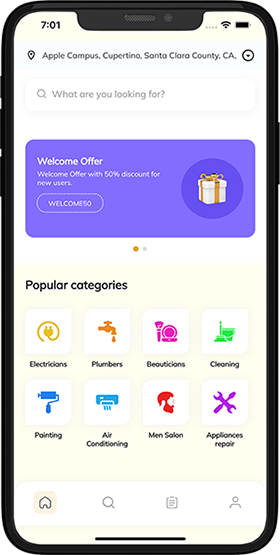 7:01
Apple Campus, Cupertino, Santa Clara County, CA,
What are you looking for?
Welcome Offer
Welcome Offer with 50% discount for
new users.
WELCOME50
Popular categories
Electricians Plumbers Beauticians Cleaning
Painting Air Conditioning Men Salon Appliances repair